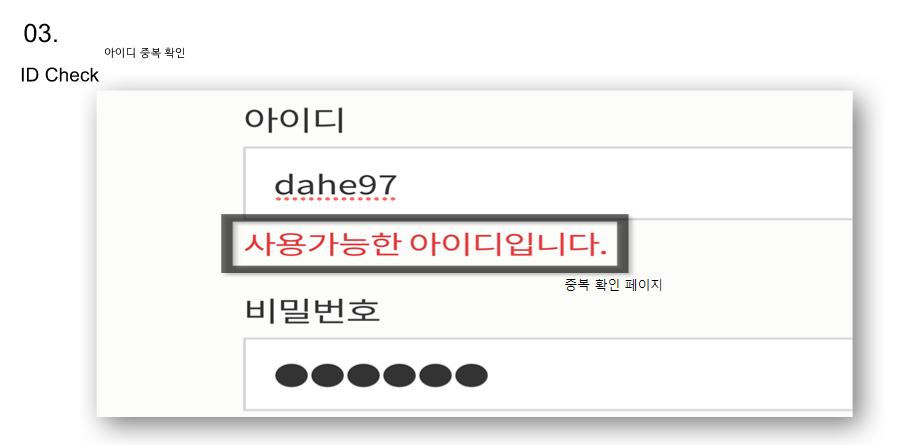 03.
아이디 중복 확인
ID Check
아이디
dahe97
사용가능한 아이디입니다.
중복 확인 페이지
비밀번호
●●●●●●